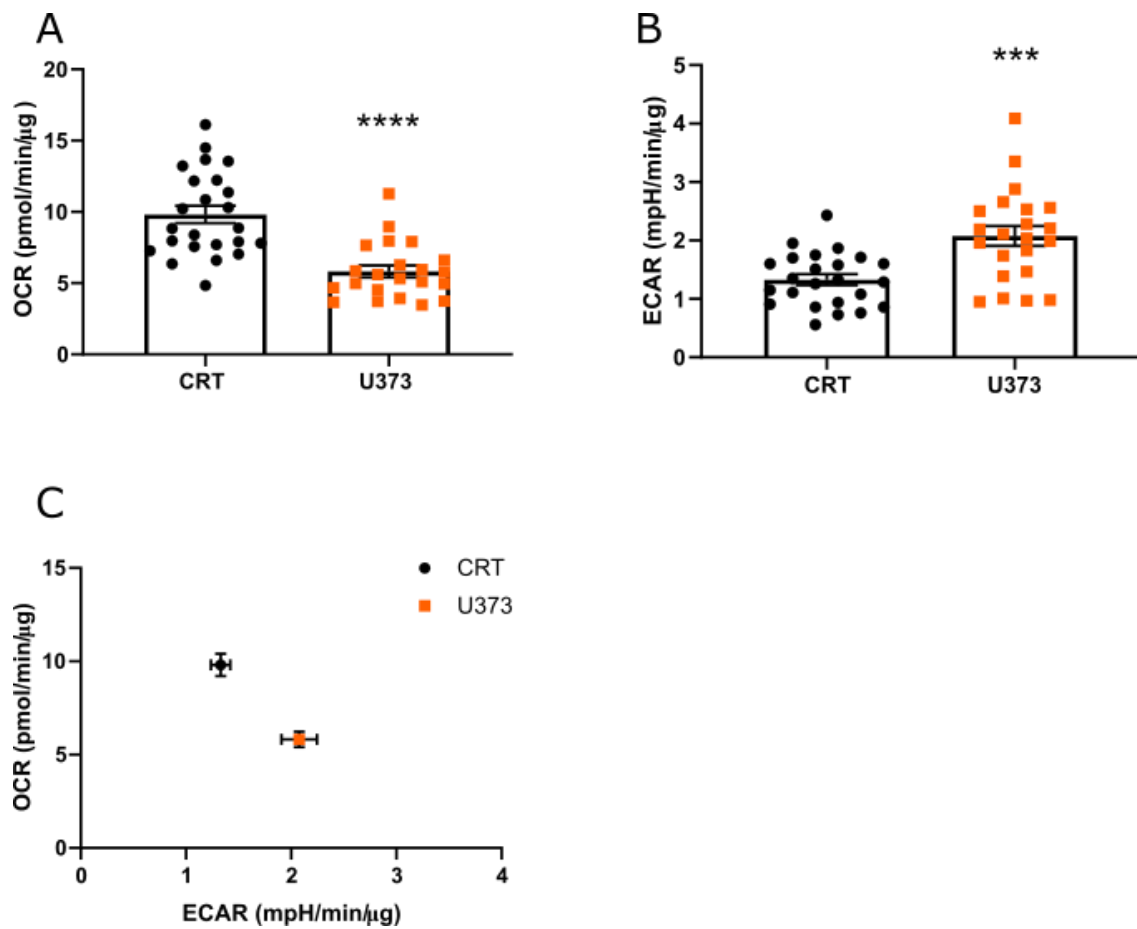 A
OCR (pmol/min/μg)
20
15
10
5
0
****
CRT
U373
B
ECAR (mpH/min/μg)
5
4
3
2
1
0
***
CRT
U373
C
OCR (pmol/min/μg)
15
10
5
0
CRT
U373
0
1
2
3
4
ECAR (mpH/min/μg)